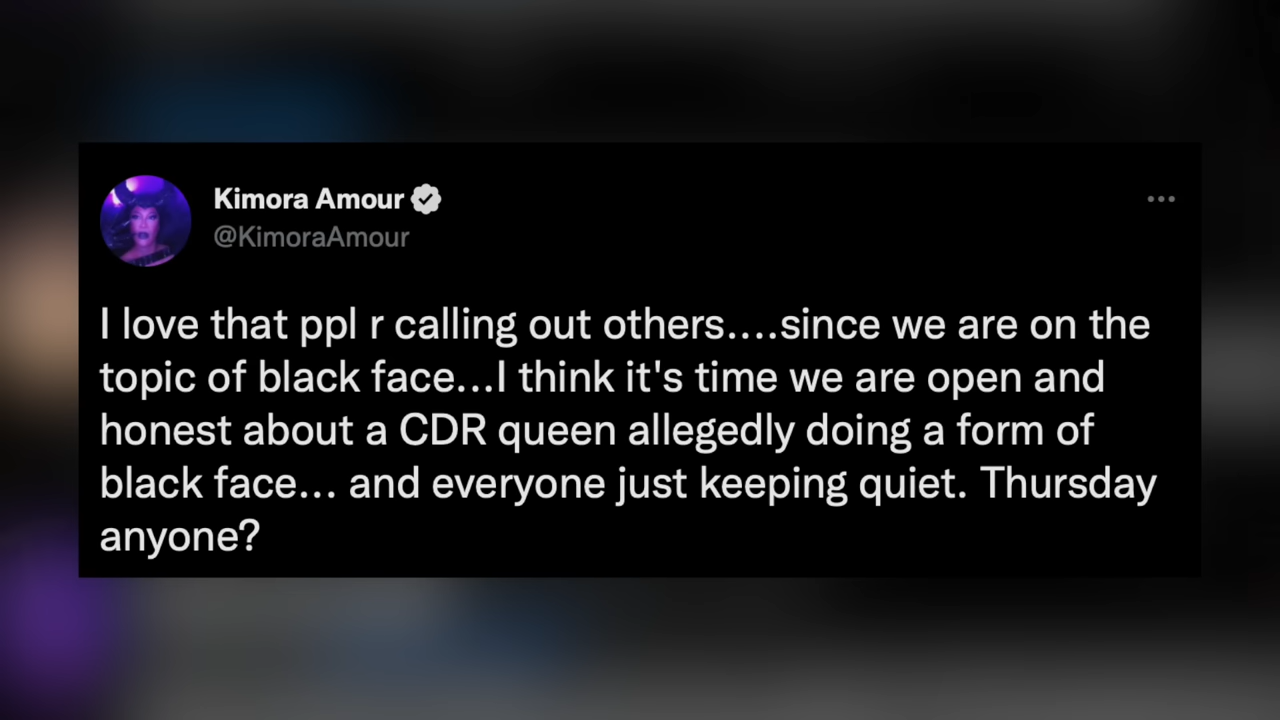 Kimora Amour
@KimoraAmour
I love that ppl r calling out others....since we are on the
topic of black face...I think it's time we are open and
honest about a CDR queen allegedly doing a form of
black face... and everyone just keeping quiet. Thursday
anyone?